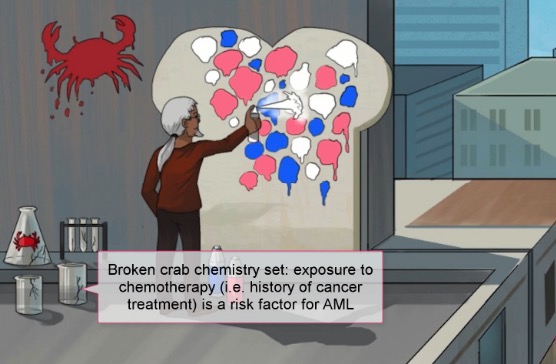 Broken crab chemistry set: exposure to
chemotherapy (i.e. history of cancer
treatment) is a risk factor for AML